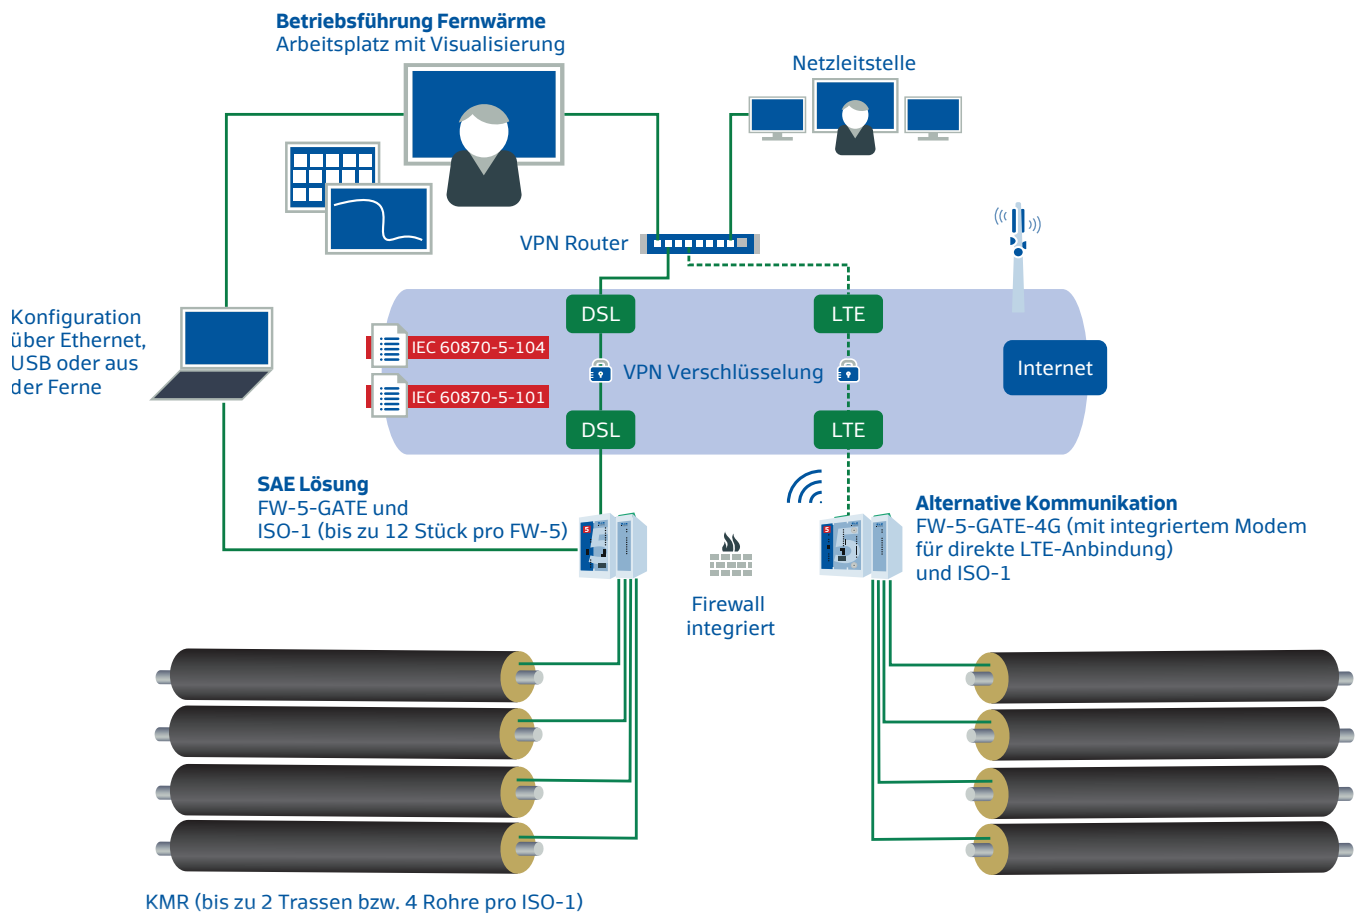 Betriebsführung Fernwärme
Arbeitsplatz mit Visualisierung
Netzleitstelle
VPN Router
DSL
LTE
Konfiguration
über Ethernet,
USB oder aus
der Ferne
IEC 60870-5-104
IEC 60870-5-101
VPN Verschlüsselung
Internet
DSL
LTE
SAE Lösung
FW-5-GATE und
ISO-1 (bis zu 12 Stück pro FW-5)
Alternative Kommunikation
FW-5-GATE-4G (mit integriertem Modem
für direkte LTE-Anbindung)
und ISO-1
5
5
Firewall
integriert
KMR (bis zu 2 Trassen bzw. 4 Rohre pro ISO-1)